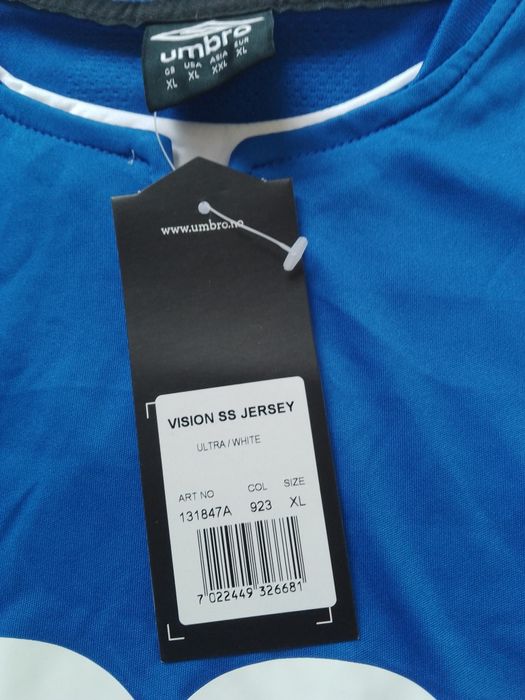 umbro
GB USA ASIA EUR
XL XL XXL XL
www.umbro.no
VISION SS JERSEY
ULTRA / WHITE
ART NO COL SIZE
131847A 923 XL
7 022449 326681